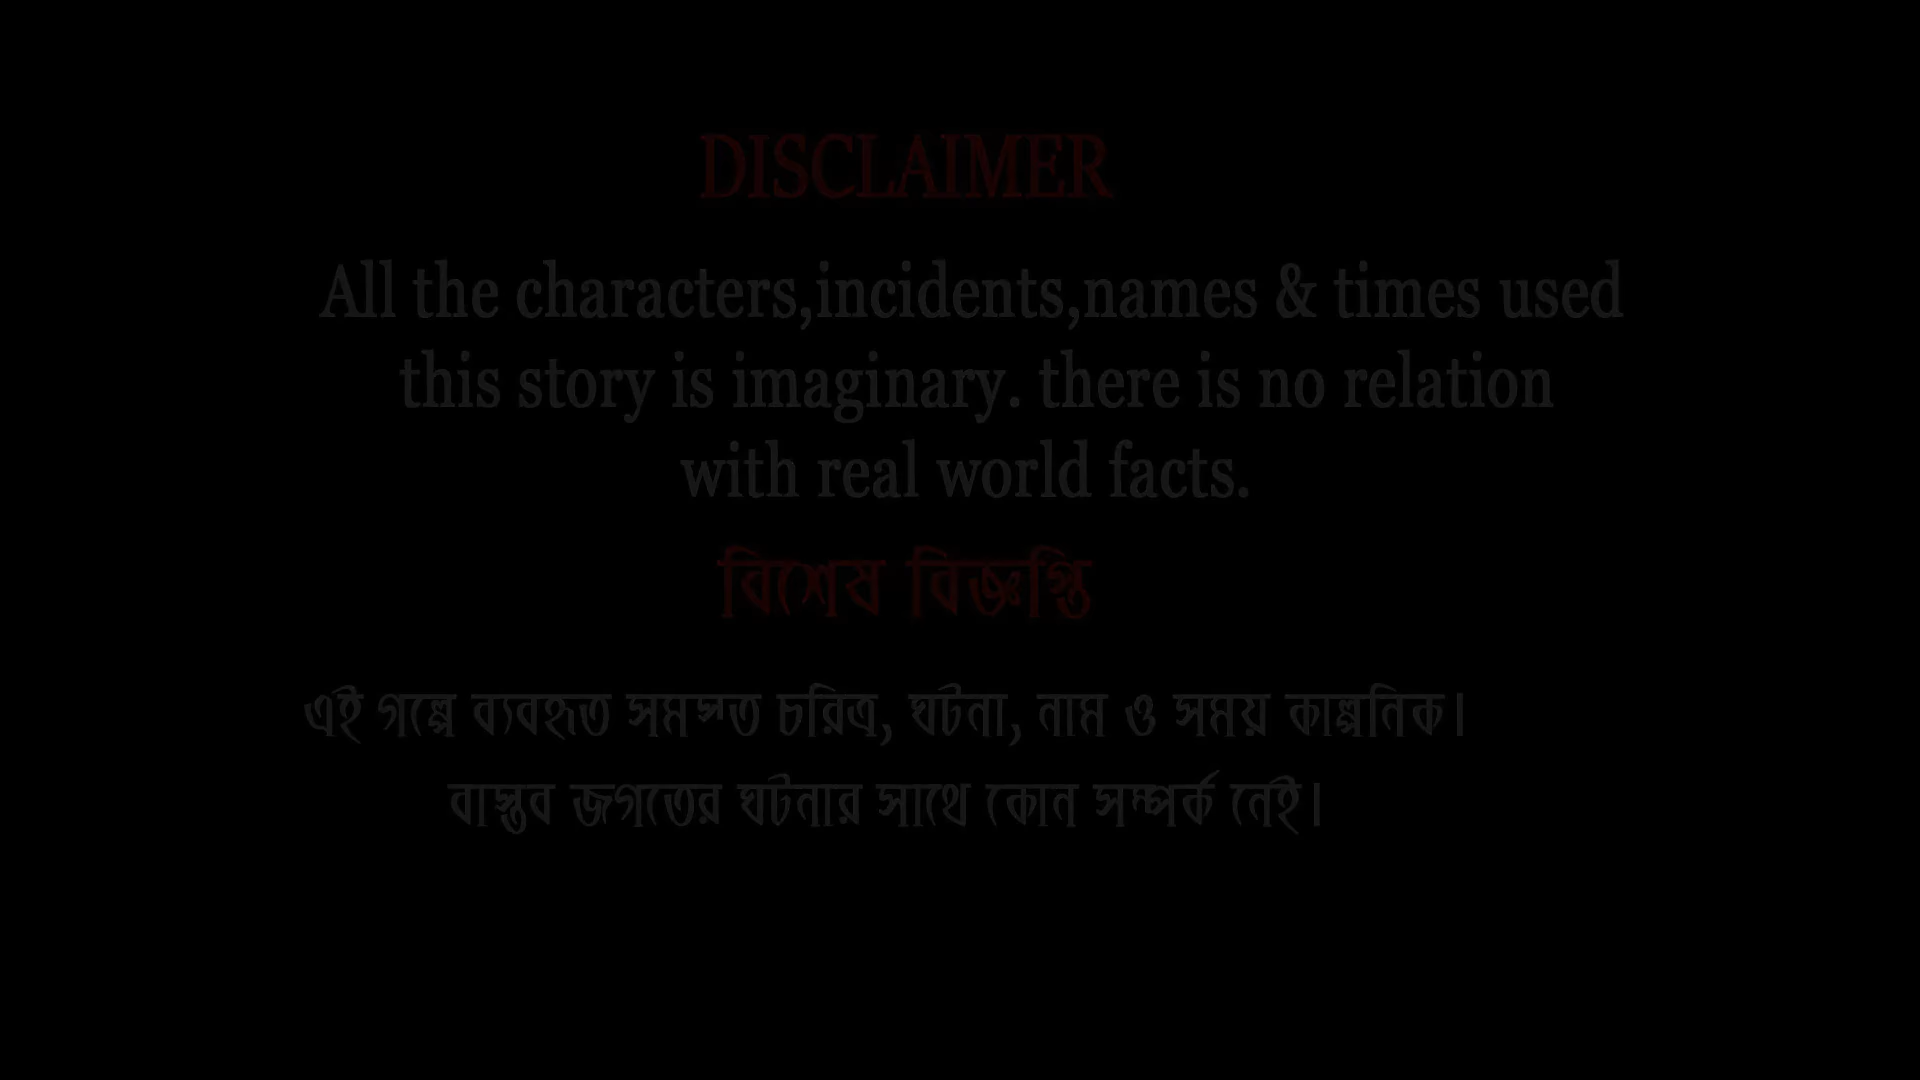 DISCLAIMER
All the characters,incidents,names & times used
this story is imaginary. there is no relation
with real world facts.
বিশেষ বিজ্ঞপ্তি
এই গল্পে ব্যবহৃত সমস্ত চরিত্র, ঘটনা, নাম ও সময় কাল্পনিক।
বাস্তব জগতের ঘটনার সাথে কোন সম্পর্ক নেই।